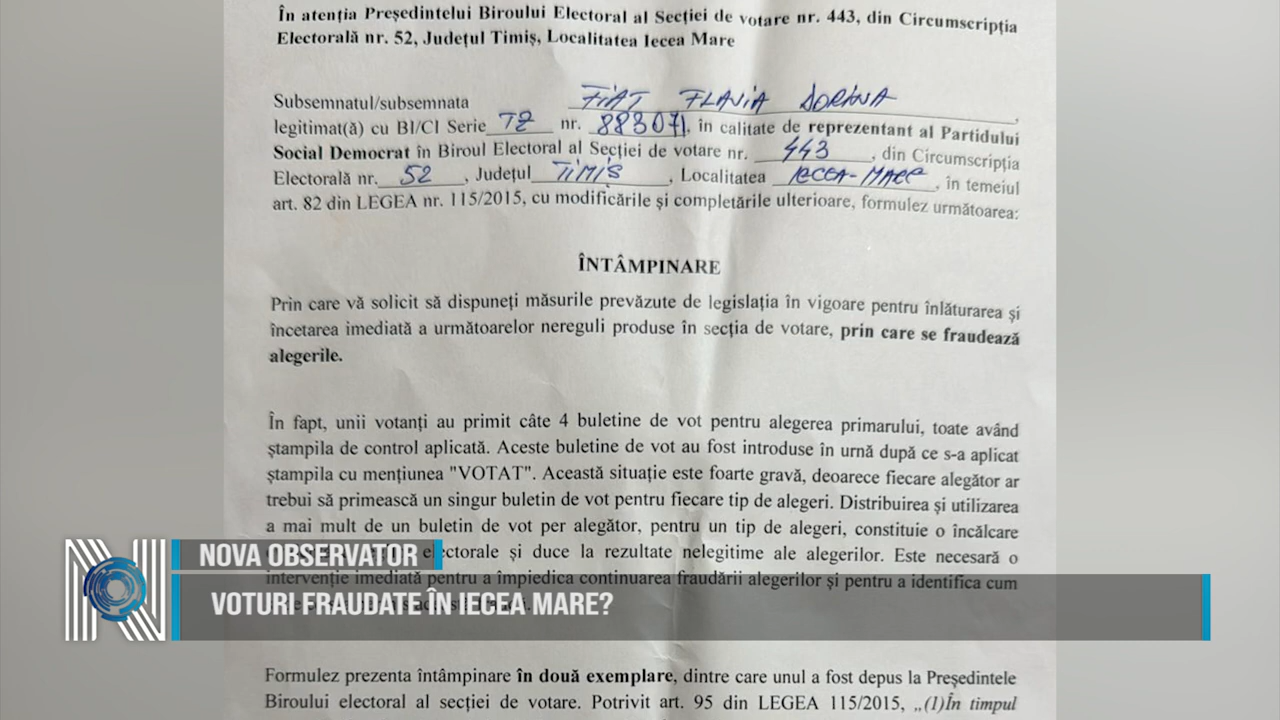 În atenția Președintelui Biroului Electoral al Secției de votare nr. 443, din Circumscripția
Electorală nr. 52, Județul Timiș, Localitatea Iecea Mare
Subsemnatul/subsemnata FIAT FLAVIA DORINA,
legitimat(ă) cu BI/CI Serie TZ nr. 883071, în calitate de reprezentant al Partidului
Social Democrat în Biroul Electoral al Secției de votare nr. 443, din Circumscripția
Electorală nr. 52, Județul TIMIȘ, Localitatea IECEA-MARE, în temeiul
art. 82 din LEGEA nr. 115/2015, cu modificările și completările ulterioare, formulez următoarea:
ÎNTÂMPINARE
Prin care vă solicit să dispuneți măsurile prevăzute de legislația în vigoare pentru înlăturarea și
încetarea imediată a următoarelor nereguli produse în secția de votare, prin care se fraudează
alegerile.
În fapt, unii votanți au primit câte 4 buletine de vot pentru alegerea primarului, toate având
ștampila de control aplicată. Aceste buletine de vot au fost introduse în urnă după ce s-a aplicat
ștampila cu mențiunea "VOTAT". Această situație este foarte gravă, deoarece fiecare alegător ar
trebui să primească un singur buletin de vot pentru fiecare tip de alegeri. Distribuirea și utilizarea
a mai mult de un buletin de vot per alegător, pentru un tip de alegeri, constituie o încălcare
electorale și duce la rezultate nelegitime ale alegerilor. Este necesară o
intervenție imediată pentru a împiedica continuarea fraudării alegerilor și pentru a identifica cum
NOVA OBSERVATOR
VOTURI FRAUDATE ÎN IECEA MARE?
Formulez prezenta întâmpinare în două exemplare, dintre care unul a fost depus la Președintele
Biroului electoral al secției de votare. Potrivit art. 95 din LEGEA 115/2015, „(1)În timpul